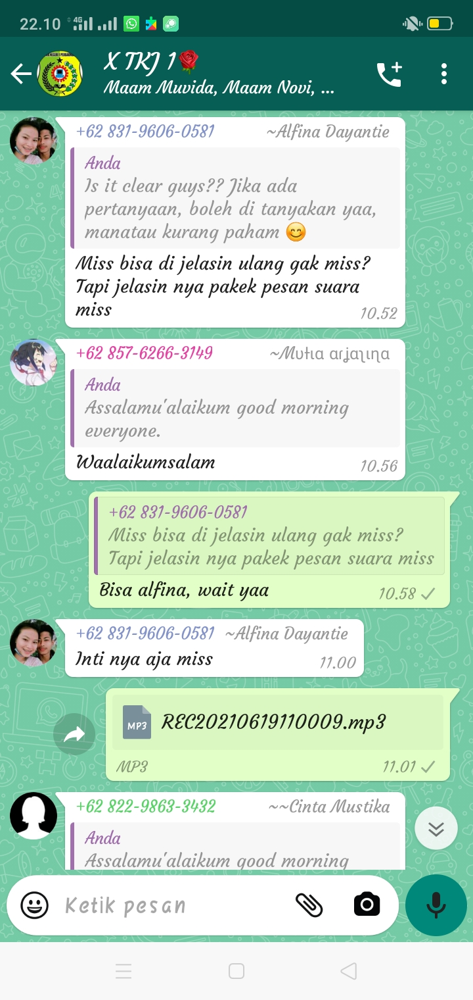 22.10 4G
X TKJ 1🌹
Maam Muvida, Maam Novi, ...
+62 831-9606-0581 ~Alfina Dayantie
Anda
Is it clear guys?? Jika ada
pertanyaan, boleh di tanyakan yaa,
manatau kurang paham 😊
Miss bisa di jelasin ulang gak miss?
Tapi jelasin nya pakek pesan suara
miss 10.52
+62 857-6266-3149 ~Mutia arjalina
Anda
Assalamu'alaikum good morning
everyone.
Waalaikumsalam 10.56
+62 831-9606-0581
Miss bisa di jelasin ulang gak miss?
Tapi jelasin nya pakek pesan suara miss
Bisa alfina, wait yaa 10.58
+62 831-9606-0581 ~Alfina Dayantie
Inti nya aja miss 11.00
MP3 REC20210619110009.mp3
MP3 11.01
+62 822-9863-3432 ~~Cinta Mustika
Anda
Assalamu'alaikum good morning
Ketik pesan